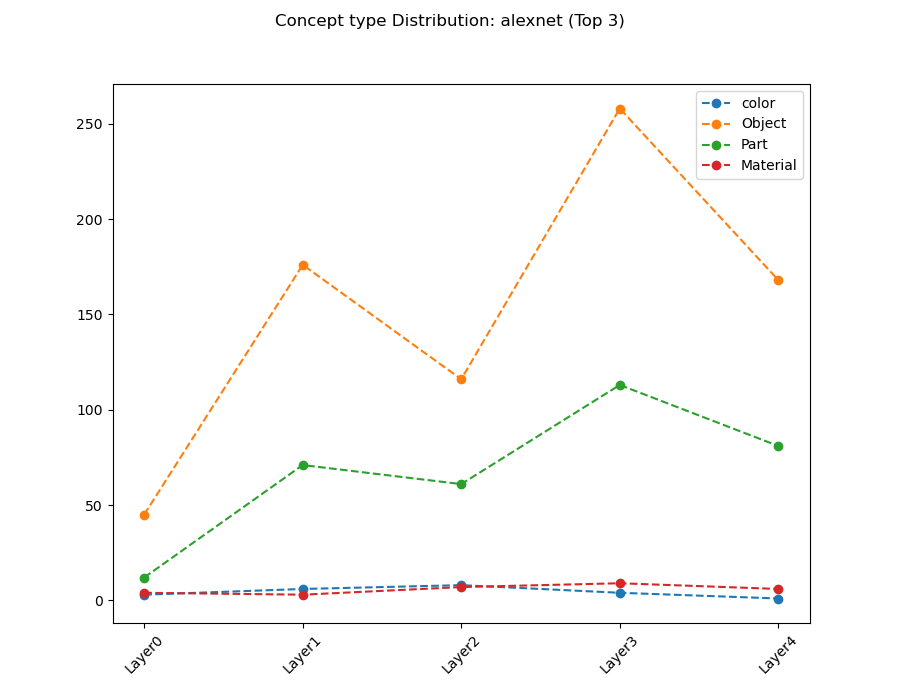 Concept type Distribution: alexnet (Top 3)
color
Object
Part
Material
250
200
150
100
50
0
Layer0
Layer1
Layer2
Layer3
Layer4